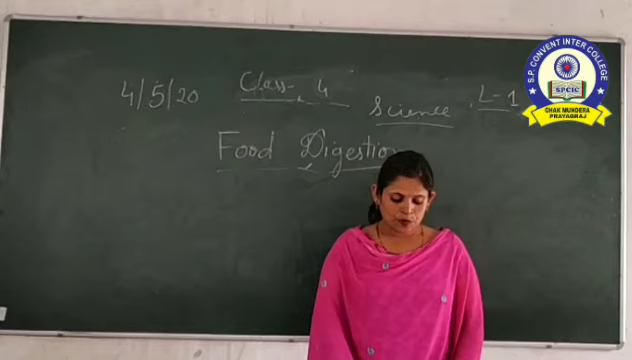 4/5/20 Class- 4 Science L-1
Food Digestion
S.P. CONVENT INTER COLLEGE
SPCIC
CHAK MUNDERA
PRAYAGRAJ